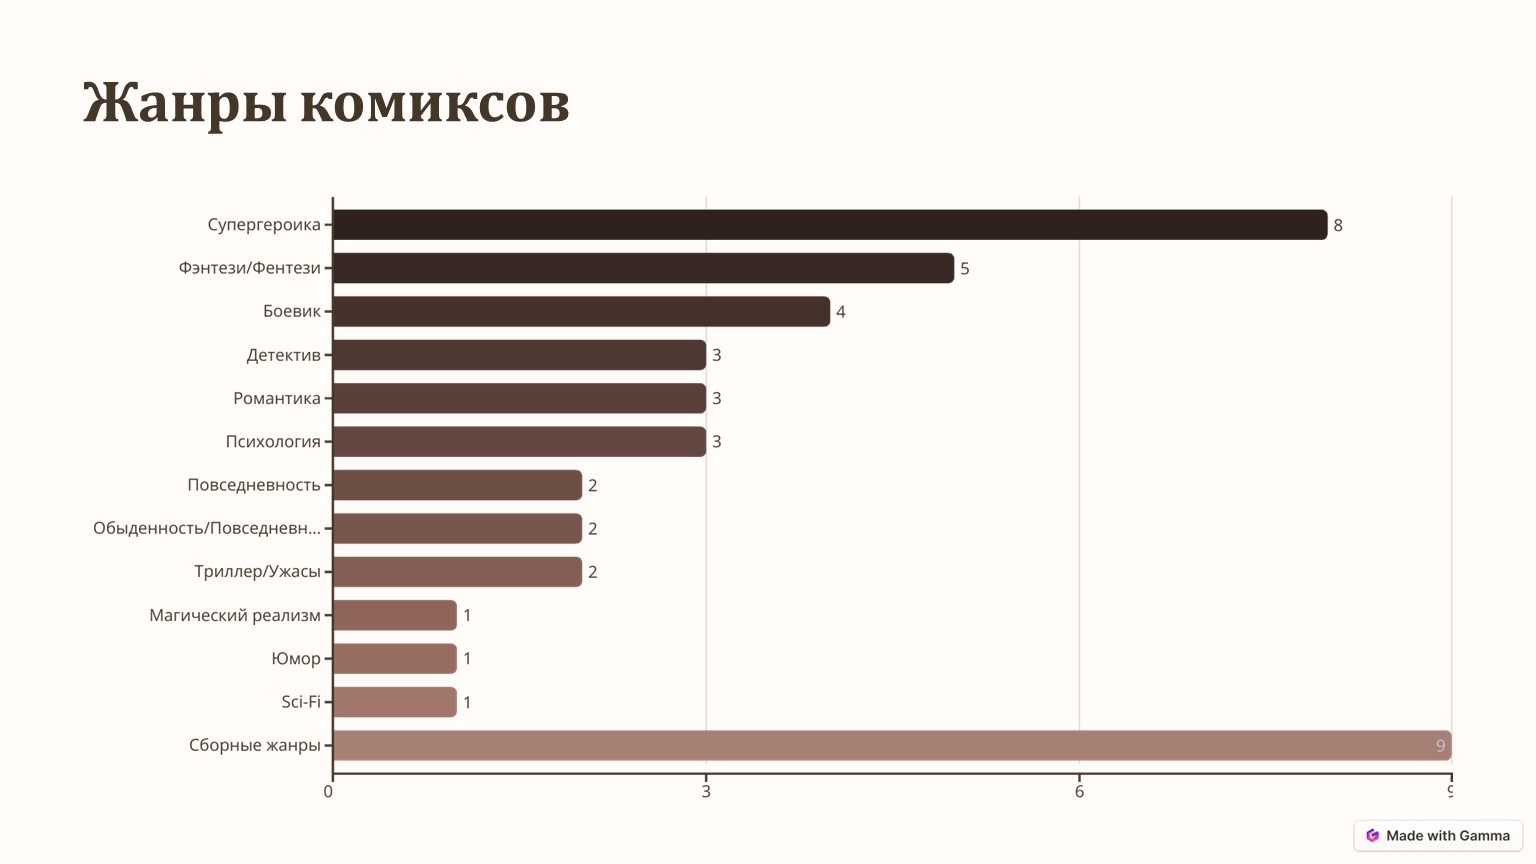 Жанры комиксов
Супергероика 8
Фэнтези/Фентези 5
Боевик 4
Детектив 3
Романтика 3
Психология 3
Повседневность 2
Обыденность/Повседневн... 2
Триллер/Ужасы 2
Магический реализм 1
Юмор 1
Sci-Fi 1
Сборные жанры 9
0 3 6 9
Made with Gamma